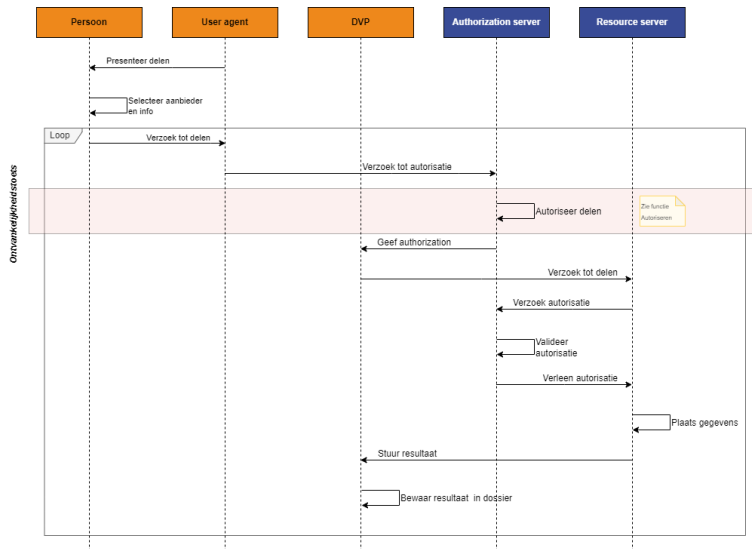 Persoon
User agent
DVP
Authorization server
Resource server
Presenteer delen
Selecteer aanbieder
en info
Loop
Verzoek tot delen
Verzoek tot autorisatie
Ontvankelijkheidstoets
Autoriseer delen
Zie functie
Autoriseren
Geef authorization
Verzoek tot delen
Verzoek autorisatie
Valideer
autorisatie
Verleen autorisatie
Plaats gegevens
Stuur resultaat
Bewaar resultaat in dossier